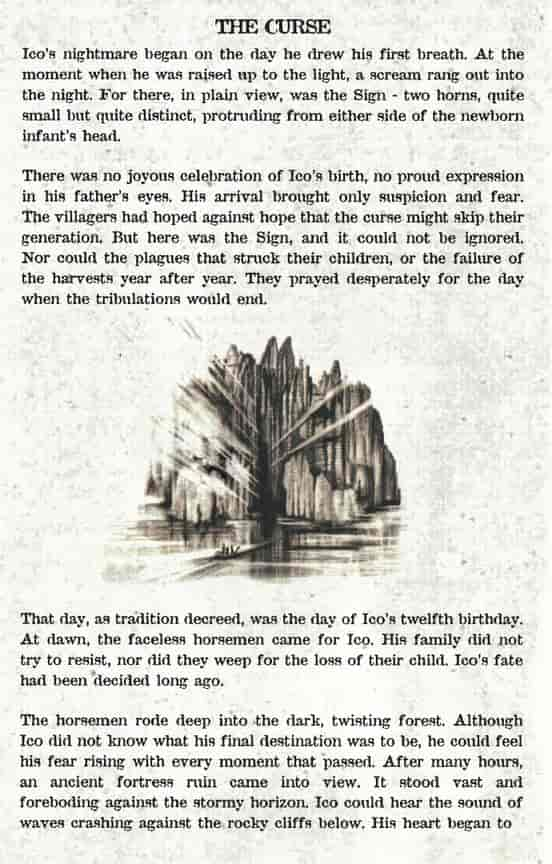 THE CURSE
Ico's nightmare began on the day he drew his first breath. At the
moment when he was raised up to the light, a scream rang out into
the night. For there, in plain view, was the Sign - two horns, quite
small but quite distinct, protruding from either side of the newborn
infant's head.
There was no joyous celebration of Ico's birth, no proud expression
in his father's eyes. His arrival brought only suspicion and fear.
The villagers had hoped against hope that the curse might skip their
generation. But here was the Sign, and it could not be ignored.
Nor could the plagues that struck their children, or the failure of
the harvests year after year. They prayed desperately for the day
when the tribulations would end.
That day, as tradition decreed, was the day of Ico's twelfth birthday.
At dawn, the faceless horsemen came for Ico. His family did not
try to resist, nor did they weep for the loss of their child. Ico's fate
had been decided long ago.
The horsemen rode deep into the dark, twisting forest. Although
Ico did not know what his final destination was to be, he could feel
his fear rising with every moment that passed. After many hours,
an ancient fortress ruin came into view. It stood vast and
foreboding against the stormy horizon. Ico could hear the sound of
waves crashing against the rocky cliffs below. His heart began to